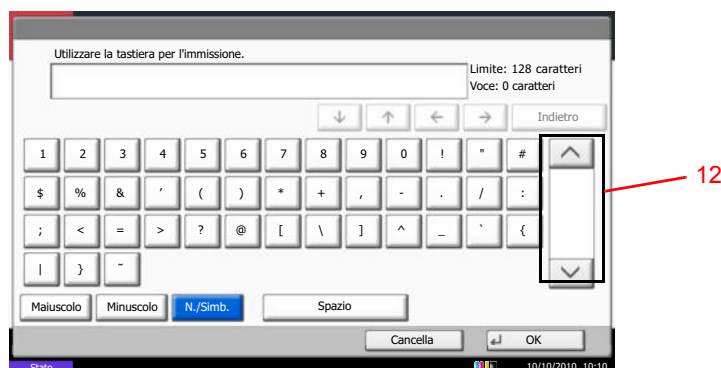 Utilizzare la tastiera per l'immissione.
Limite: 128 caratteri
Voce: 0 caratteri
↓ ↑ ← → Indietro
1 2 3 4 5 6 7 8 9 0 ! " #
$ % & ' ( ) * + , - . / :
; < = > ? @ [ \ ] ^ _ ` {
| } ~
12
Maiuscolo Minuscolo N./Simb. Spazio
Cancella OK
Stato 10/10/2010 10:10